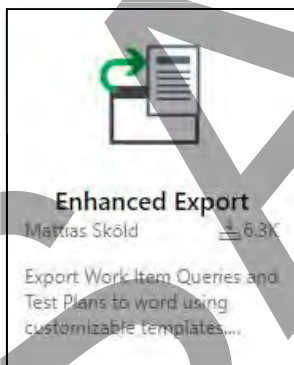 Enhanced Export
Mattias Sköld 6.3K
Export Work Item Queries and
Test Plans to word using
customizable templates....